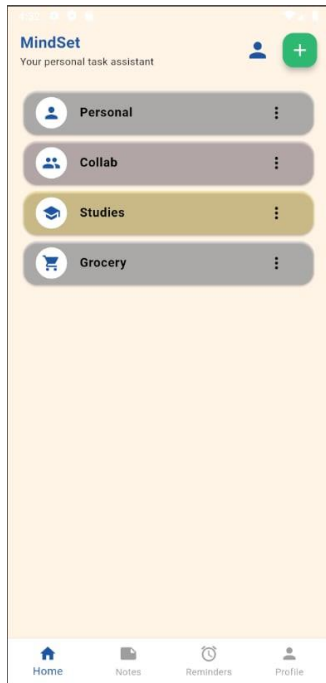 MindSet
Your personal task assistant
Personal
Collab
Studies
Grocery
Home
Notes
Reminders
Profile